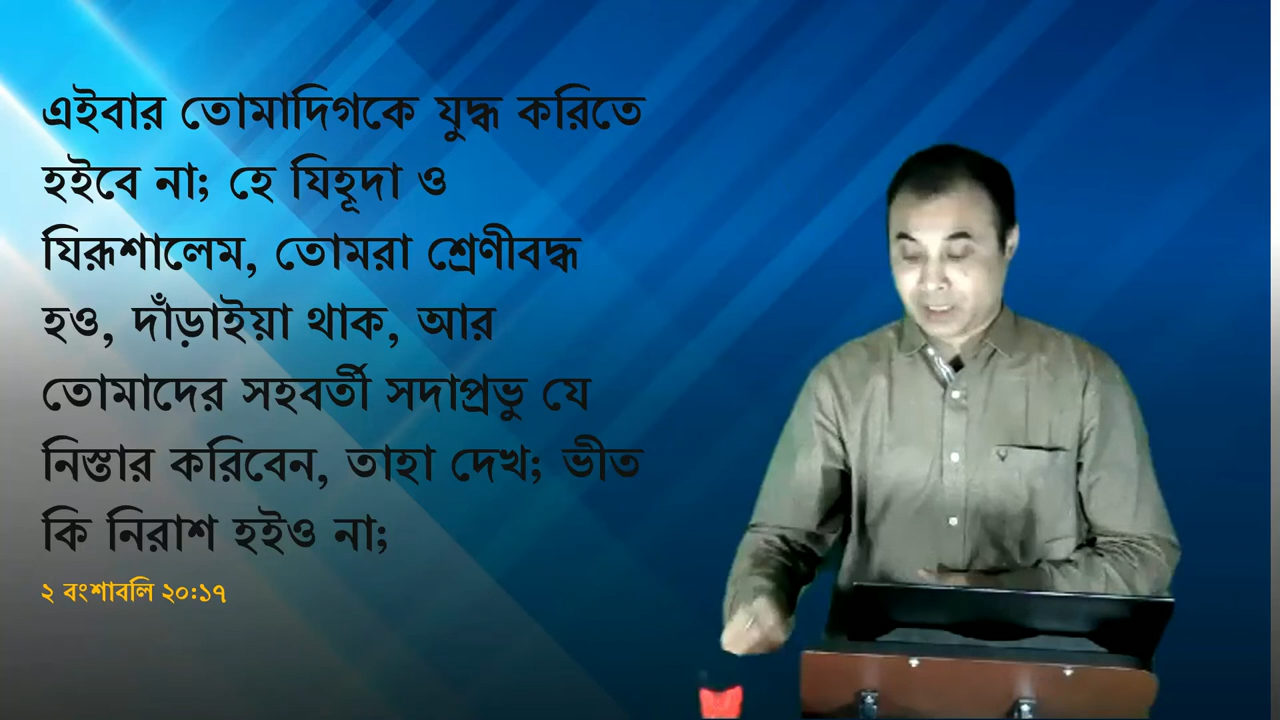 এইবার তোমাদিগকে যুদ্ধ করিতে
হইবে না; হে যিহূদা ও
যিরূশালেম, তোমরা শ্রেণীবদ্ধ
হও, দাঁড়াইয়া থাক, আর
তোমাদের সহবর্তী সদাপ্রভু যে
নিস্তার করিবেন, তাহা দেখ; ভীত
কি নিরাশ হইও না;
২ বংশাবলি ২০:১৭